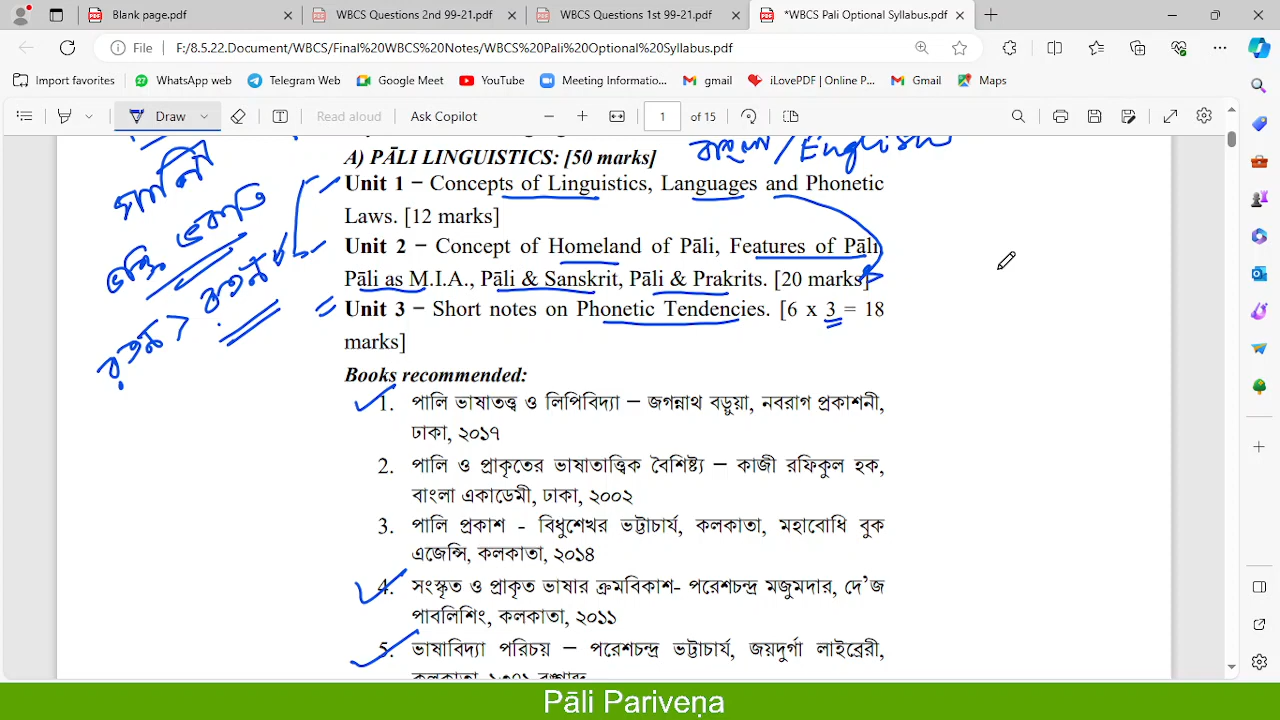 Blank page.pdf
WBCS Questions 2nd 99-21.pdf
WBCS Questions 1st 99-21.pdf
*WBCS Pali Optional Syllabus.pdf
File
F:/8.5.22.Document/WBCS/Final%20WBCS%20Notes/WBCS%20Pali%20Optional%20Syllabus.pdf
Import favorites
WhatsApp web
Telegram Web
Google Meet
YouTube
Meeting Informatio...
gmail
iLovePDF | Online P...
Gmail
Maps
Draw
Read aloud
Ask Copilot
1
of 15
বাংলা/English
A) PĀLI LINGUISTICS: [50 marks]
Unit 1 – Concepts of Linguistics, Languages and Phonetic
Laws. [12 marks]
Unit 2 – Concept of Homeland of Pāli, Features of Pāli,
Pāli as M.I.A., Pāli & Sanskrit, Pāli & Prakrits. [20 marks]
Unit 3 – Short notes on Phonetic Tendencies. [6 x 3 = 18
marks]
Books recommended:
1. পালি ভাষাতত্ত্ব ও লিপিবিদ্যা – জগন্নাথ বড়ুয়া, নবরাগ প্রকাশনী,
ঢাকা, ২০১৭
2. পালি ও প্রাকৃতের ভাষাতাত্ত্বিক বৈশিষ্ট্য – কাজী রফিকুল হক,
বাংলা একাডেমী, ঢাকা, ২০০২
3. পালি প্রকাশ - বিধুশেখর ভট্টাচার্য, কলকাতা, মহাবোধি বুক
এজেন্সি, কলকাতা, ২০১৪
4. সংস্কৃত ও প্রাকৃত ভাষার ক্রমবিকাশ- পরেশচন্দ্র মজুমদার, দে'জ
পাবলিশিং, কলকাতা, ২০১১
5. ভাষাবিদ্যা পরিচয় – পরেশচন্দ্র ভট্টাচার্য, জয়দুর্গা লাইব্রেরী,
Pāli Pariveṇa